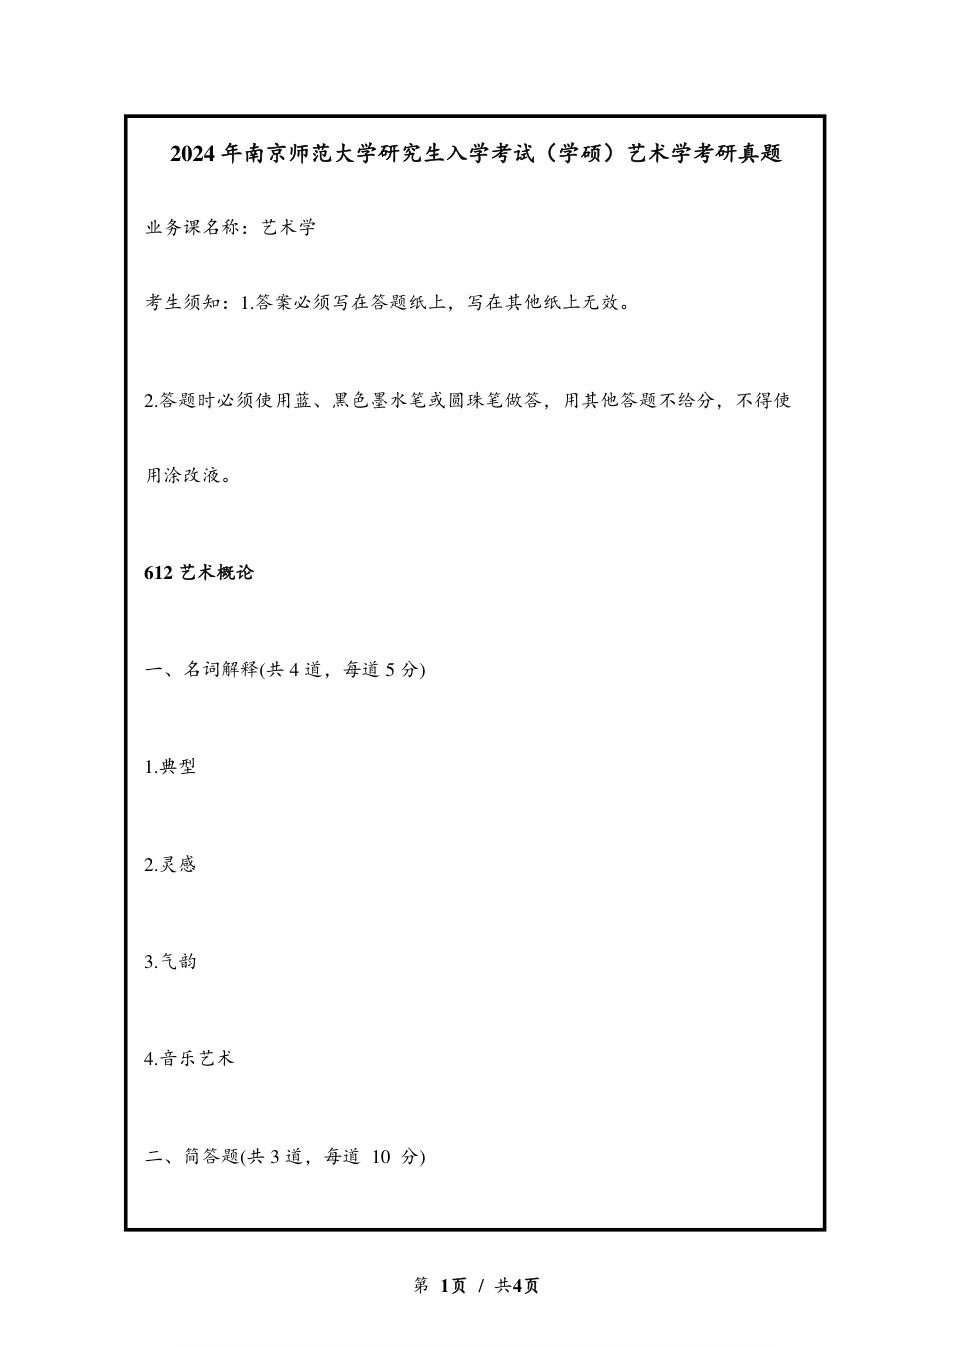 2024 年南京师范大学研究生入学考试（学硕）艺术学考研真题
业务课名称：艺术学
考生须知：1.答案必须写在答题纸上，写在其他纸上无效。
2.答题时必须使用蓝、黑色墨水笔或圆珠笔做答，用其他答题不给分，不得使
用涂改液。
612 艺术概论
一、名词解释(共 4 道，每道 5 分)
1.典型
2.灵感
3.气韵
4.音乐艺术
二、简答题(共 3 道，每道 10 分)
第 1页 / 共4页